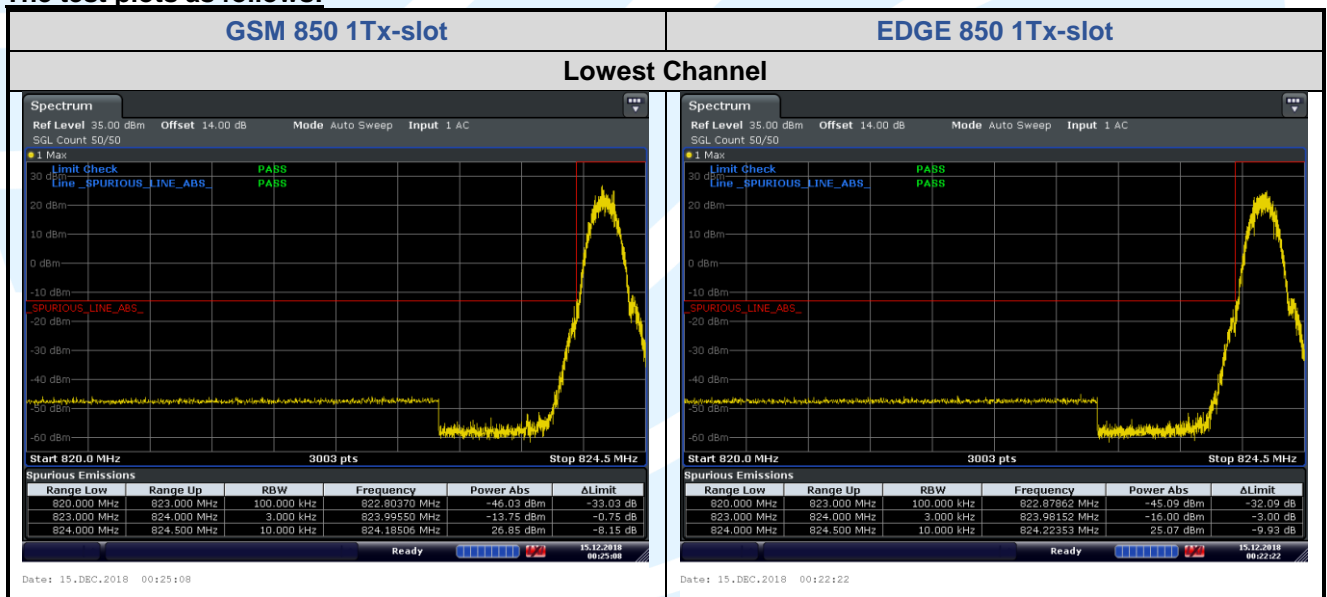 The test plots as follows:
GSM 850 1Tx-slot
EDGE 850 1Tx-slot
Lowest Channel
Spectrum
Ref Level 35.00 dBm Offset 14.00 dB Mode Auto Sweep Input 1 AC
SGL Count 50/50
1 Max
Limit Check PASS
30 dBm
Line _SPURIOUS_LINE_ABS_ PASS
20 dBm
10 dBm
0 dBm
-10 dBm
_SPURIOUS_LINE_ABS_
-20 dBm
-30 dBm
-40 dBm
-50 dBm
-60 dBm
Start 820.0 MHz 3003 pts Stop 824.5 MHz
Spurious Emissions
Range Low Range Up RBW Frequency Power Abs ΔLimit
820.000 MHz 823.000 MHz 100.000 kHz 822.80370 MHz -46.03 dBm -33.03 dB
823.000 MHz 824.000 MHz 3.000 kHz 823.99550 MHz -13.75 dBm -0.75 dB
824.000 MHz 824.500 MHz 10.000 kHz 824.18506 MHz 26.85 dBm -8.15 dB
Ready 15.12.2018
00:25:08
Date: 15.DEC.2018 00:25:08
Spectrum
Ref Level 35.00 dBm Offset 14.00 dB Mode Auto Sweep Input 1 AC
SGL Count 50/50
1 Max
Limit Check PASS
30 dBm
Line _SPURIOUS_LINE_ABS_ PASS
20 dBm
10 dBm
0 dBm
-10 dBm
_SPURIOUS_LINE_ABS_
-20 dBm
-30 dBm
-40 dBm
-50 dBm
-60 dBm
Start 820.0 MHz 3003 pts Stop 824.5 MHz
Spurious Emissions
Range Low Range Up RBW Frequency Power Abs ΔLimit
820.000 MHz 823.000 MHz 100.000 kHz 822.87862 MHz -45.09 dBm -32.09 dB
823.000 MHz 824.000 MHz 3.000 kHz 823.98152 MHz -16.00 dBm -3.00 dB
824.000 MHz 824.500 MHz 10.000 kHz 824.22353 MHz 25.07 dBm -9.93 dB
Ready 15.12.2018
00:22:22
Date: 15.DEC.2018 00:22:22